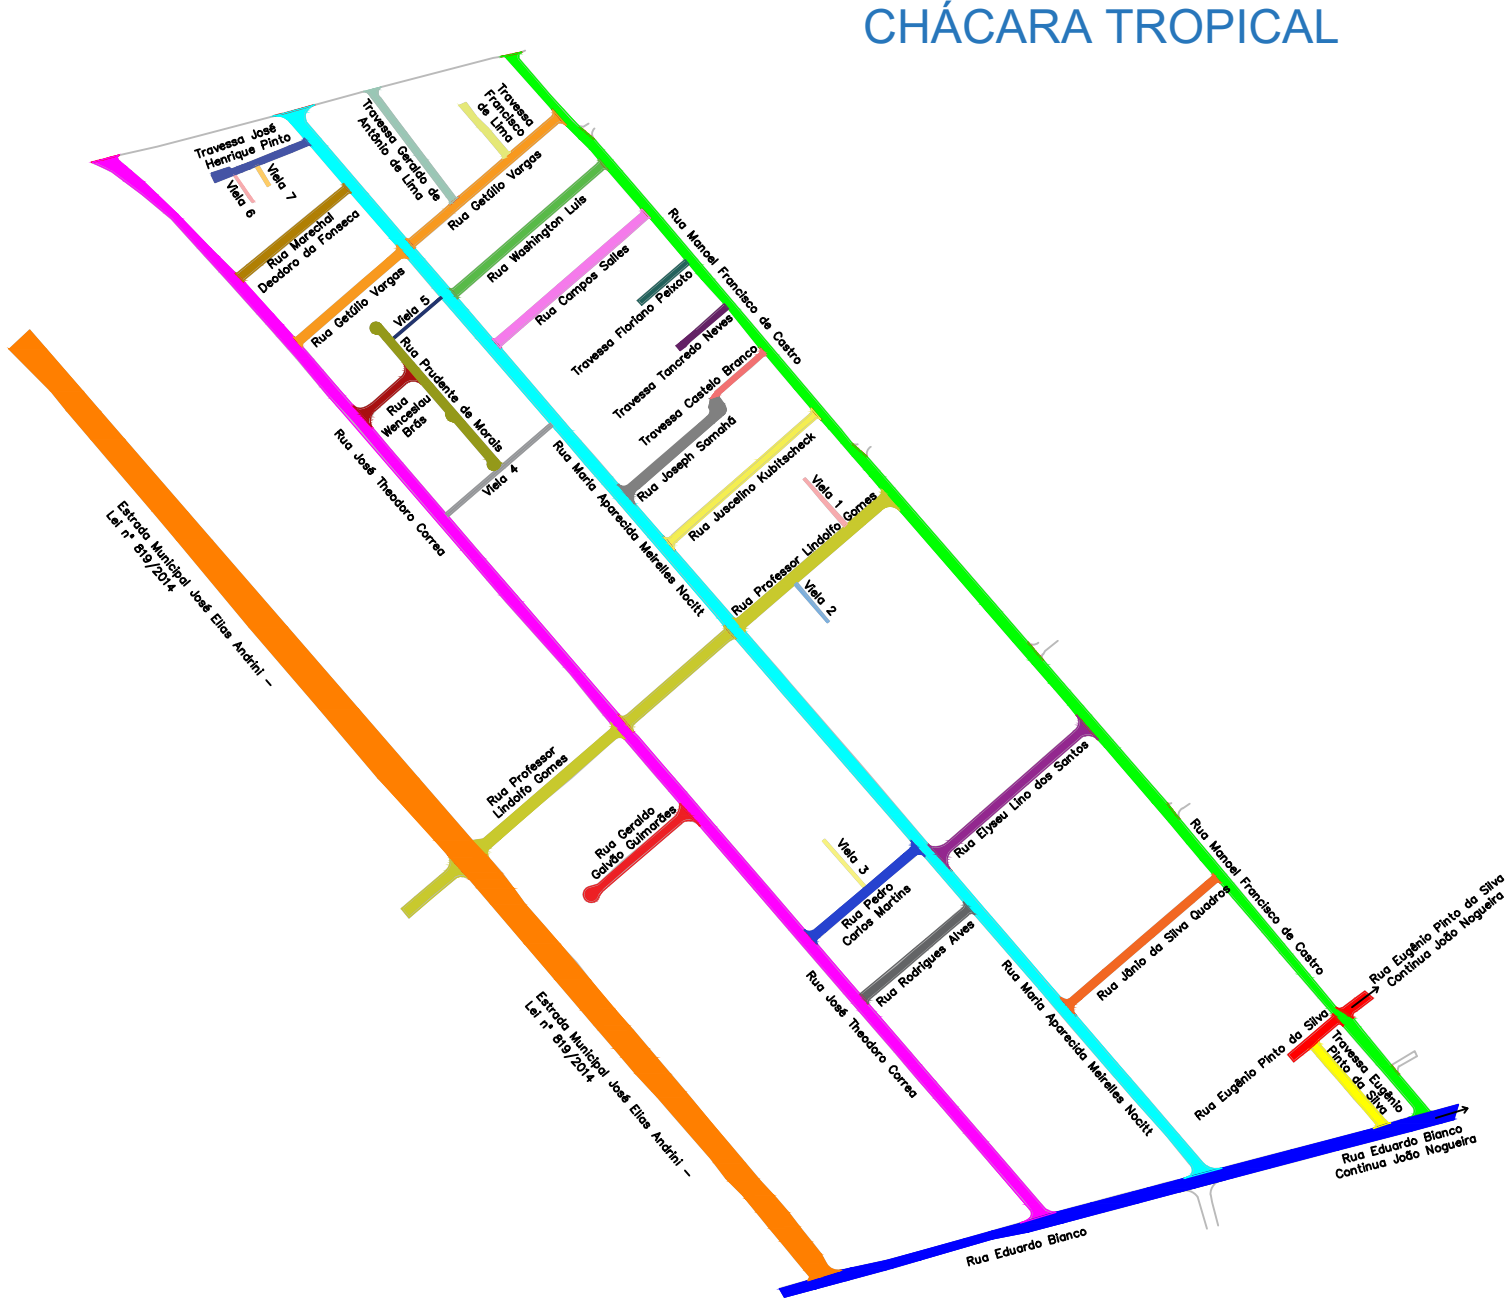 CHÁCARA TROPICAL
Travessa
Francisco
de Lima
Travessa Geraldo de
Antônio de Lima
Travessa José
Henrique Pinto
Viela 7
Viela 6
Rua Getúlio Vargas
Rua Marechal
Deodoro da Fonseca
Rua Washington Luis
Rua Manoel Francisco de Castro
Rua Getúlio Vargas
Viela 5
Rua Campos Salles
Travessa Floriano Peixoto
Rua Prudente de Morais
Travessa Tancredo Neves
Rua
Wenceslau
Brás
Travessa Castelo Branco
Rua José Theodoro Correa
Viela 4
Rua Joseph Samahá
Rua Maria Aparecida Meirelles Nocitt
Rua Juscelino Kubitscheck
Viela 1
Rua Professor Lindolfo Gomes
Viela 2
Estrada Municipal José Elias Andrini –
Lei n° 819/2014
Rua Professor
Lindolfo Gomes
Rua Geraldo
Galvão Guimarães
Rua Elyseu Lino dos Santos
Viela 3
Rua Pedro
Carlos Martins
Rua Manoel Francisco de Castro
Rua Rodrigues Alves
Rua Jânio da Silva Quadros
Rua Eugênio Pinto da Silva
Continua João Nogueira
Rua José Theodoro Correa
Rua Maria Aparecida Meirelles Nocitt
Estrada Municipal José Elias Andrini –
Lei n° 819/2014
Rua Eugênio Pinto da Silva
Travessa Eugênio
Pinto da Silva
Rua Eduardo Bianco
Continua João Nogueira
Rua Eduardo Bianco